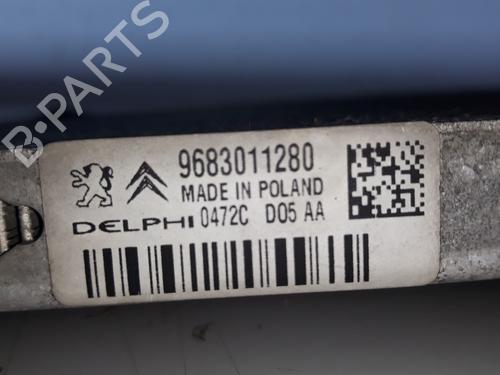 B-PARTS
9683011280
MADE IN POLAND
DELPHI 0472C D05 AA